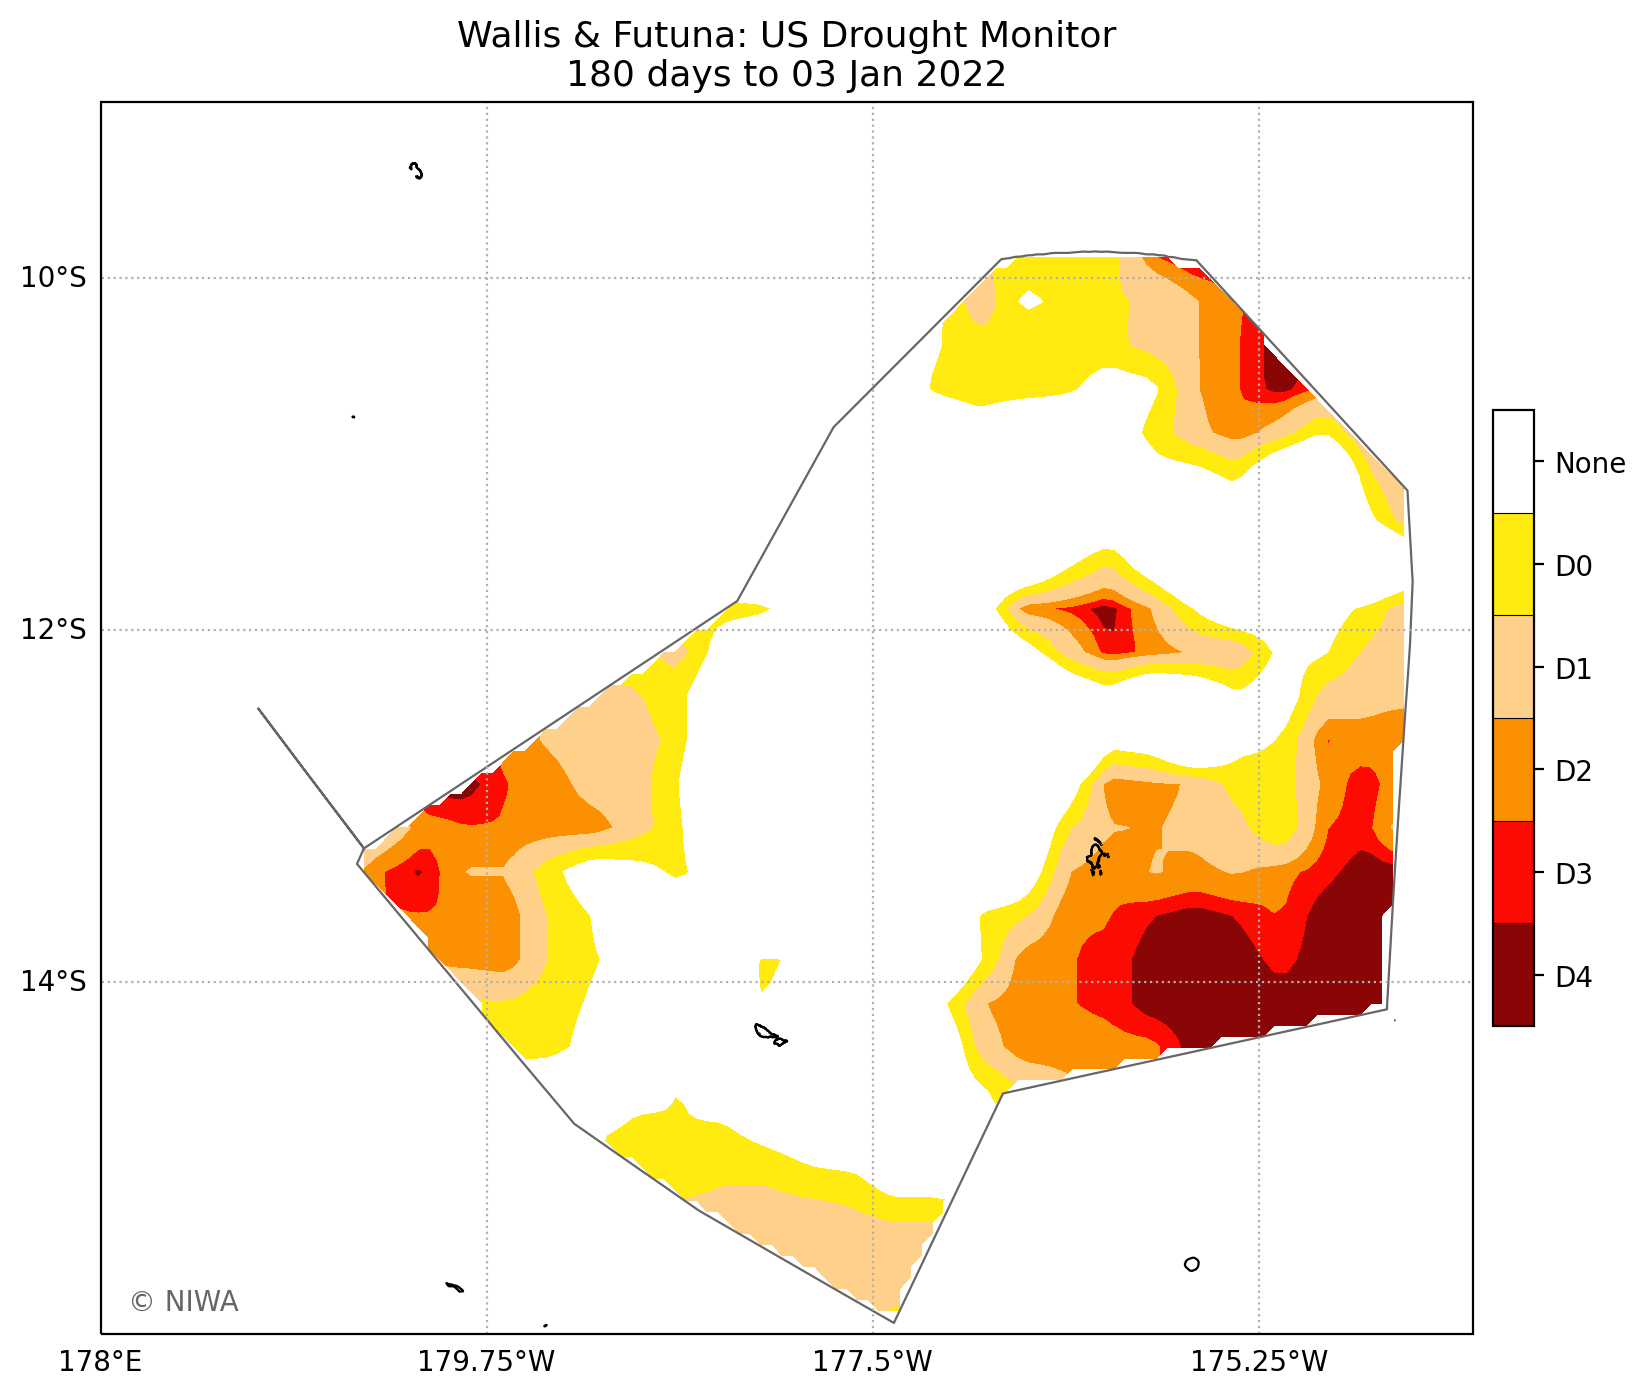 Wallis & Futuna: US Drought Monitor
180 days to 03 Jan 2022
10°S
12°S
14°S
178°E
179.75°W
177.5°W
175.25°W
None
D0
D1
D2
D3
D4
© NIWA